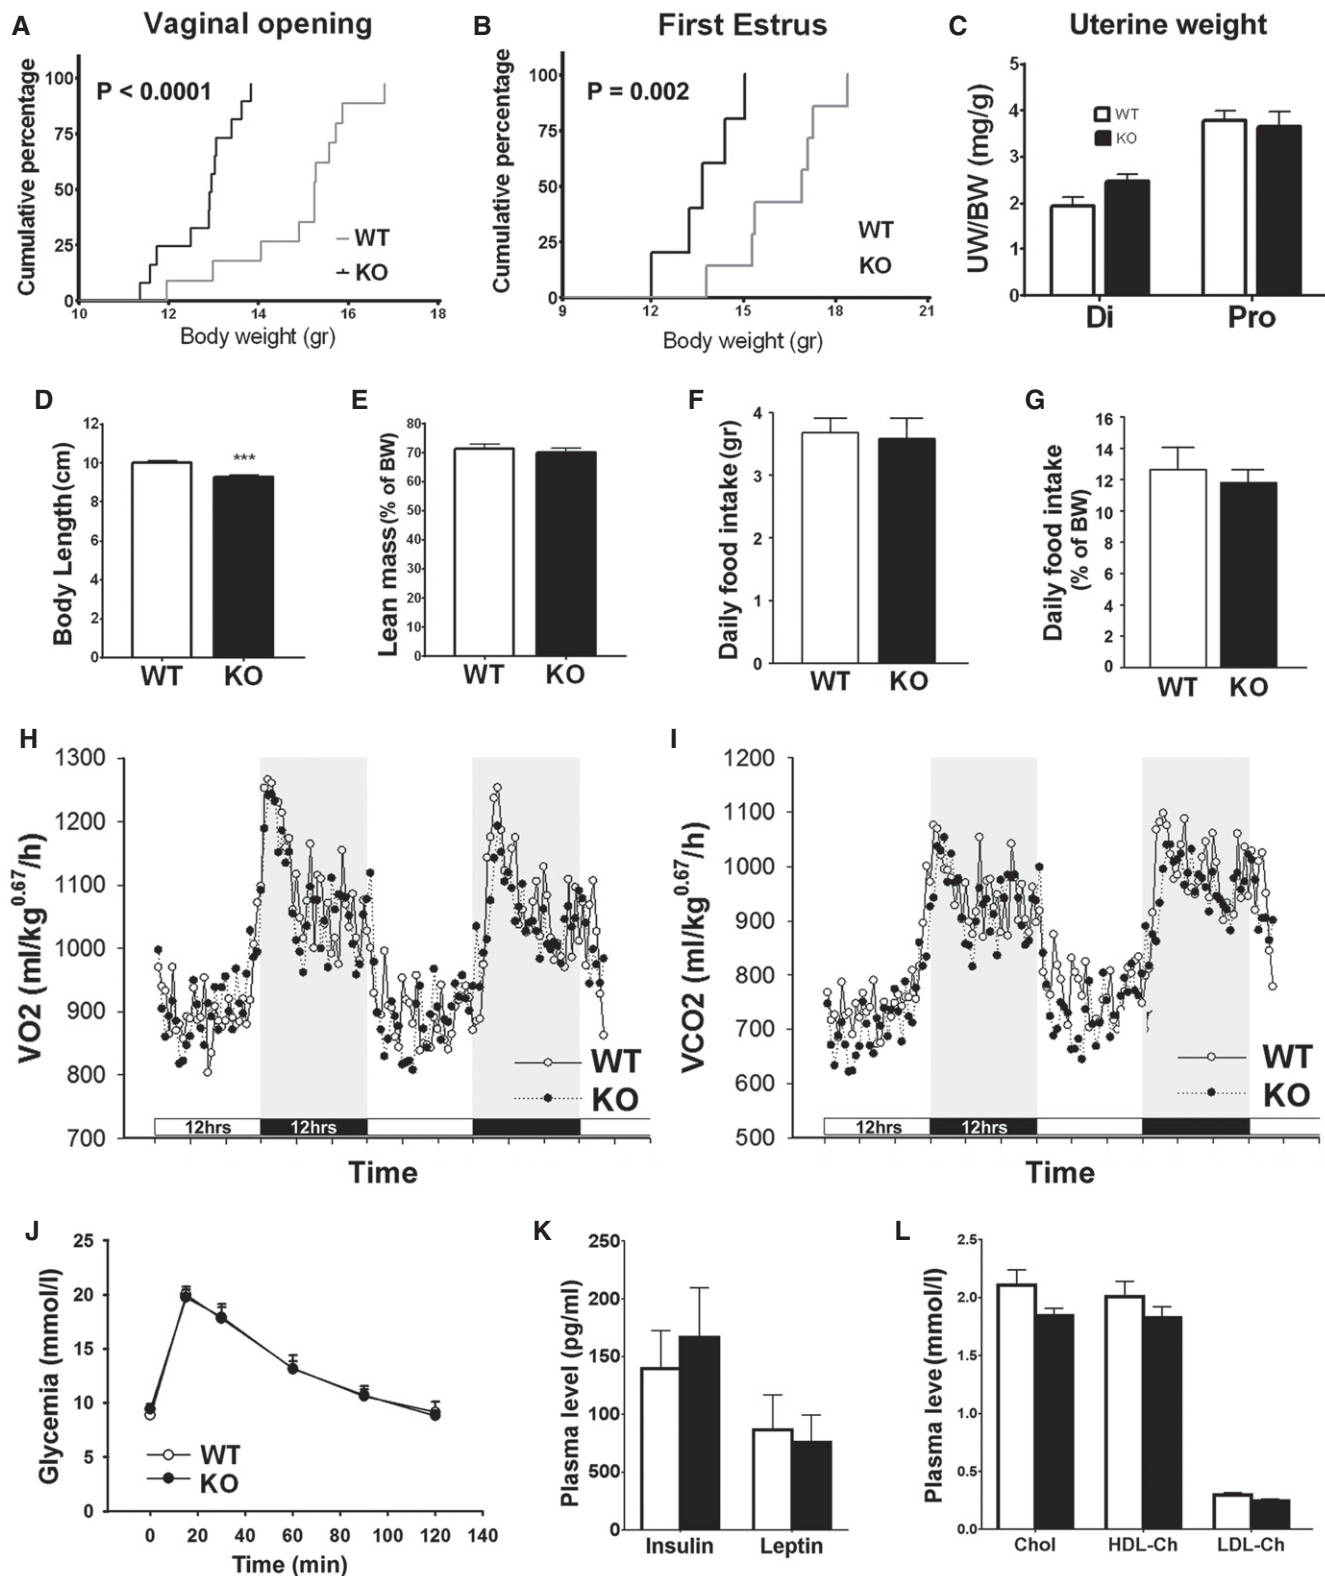 A Vaginal opening
Cumulative percentage
100
75
50
25
0
P < 0.0001
WT
KO
10 12 14 16 18
Body weight (gr)
B First Estrus
Cumulative percentage
100
75
50
25
0
P = 0.002
WT
KO
9 12 15 18 21
Body weight (gr)
C Uterine weight
UW/BW (mg/g)
5
4
3
2
1
0
WT
KO
Di Pro
D
Body Length(cm)
12
10
8
6
4
2
0
***
WT KO
E
Lean mass(% of BW)
80
70
60
50
40
30
20
10
0
WT KO
F
Daily food intake (gr)
4
3
2
1
0
WT KO
G
Daily food intake
(% of BW)
16
14
12
10
8
6
4
2
0
WT KO
H
VO2 (ml/kg0.67/h)
1300
1200
1100
1000
900
800
700
WT
KO
12hrs 12hrs
Time
I
VCO2 (ml/kg0.67/h)
1200
1100
1000
900
800
700
600
500
WT
KO
12hrs 12hrs
Time
J
Glycemia (mmol/l)
25
20
15
10
5
0
WT
KO
0 20 40 60 80 100 120 140
Time (min)
K
Plasma level (pg/ml)
250
200
150
100
500
0
Insulin Leptin
L
Plasma level (mmol/l)
2.5
2.0
1.5
1.0
0.5
0.0
Chol HDL-Ch LDL-Ch